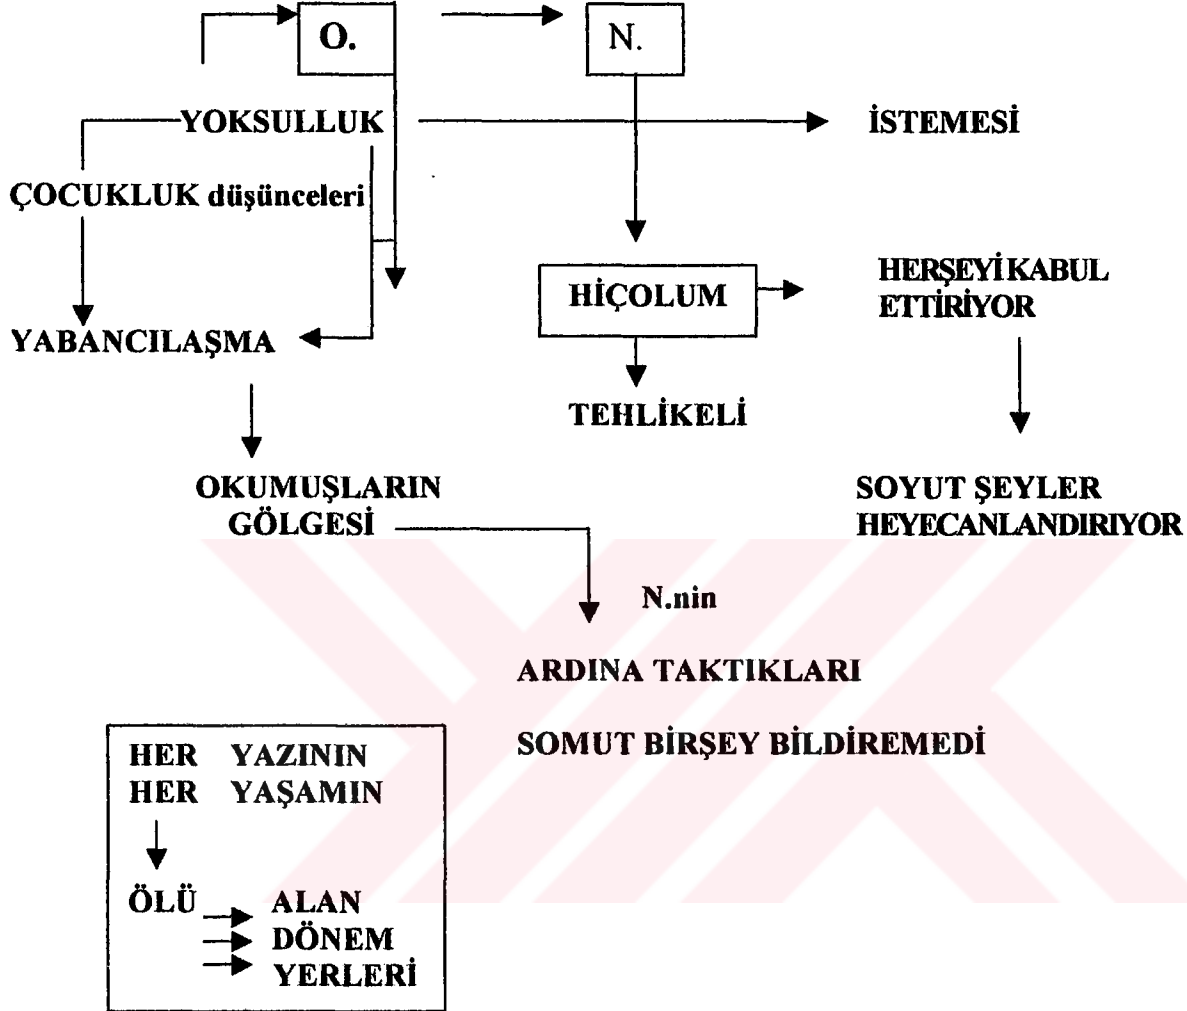 O.
N.
YOKSULLUK
İSTEMESİ
ÇOCUKLUK düşünceleri
HİÇOLUM
HERŞEYİ KABUL
ETTİRİYOR
YABANCILAŞMA
TEHLİKELİ
OKUMUŞLARIN
GÖLGESİ
SOYUT ŞEYLER
HEYECANLANDIRIYOR
N.nin
ARDINA TAKTIKLARI
SOMUT BİRŞEY BİLDİREMEDİ
HER YAZININ
HER YAŞAMIN
ÖLÜ ALAN
DÖNEM
YERLERİ